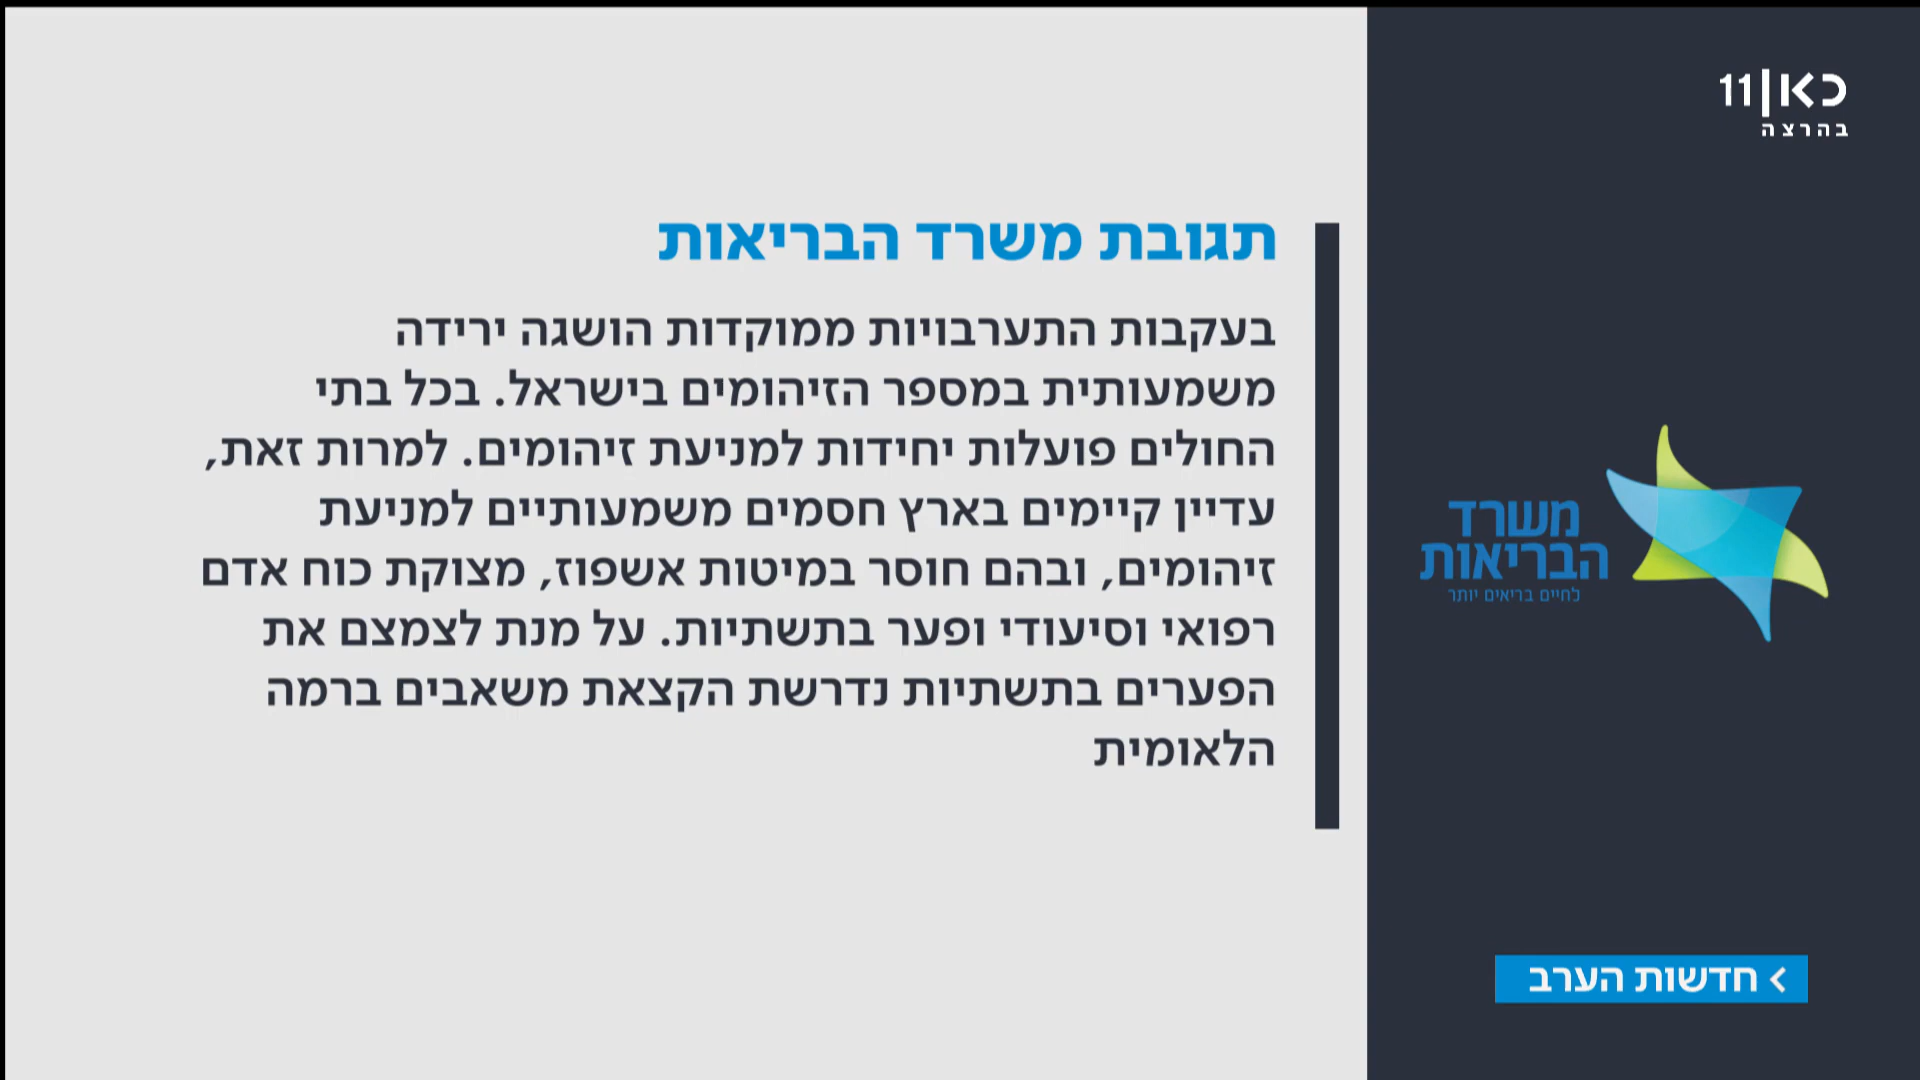 כאן 11
בהרצה
תגובת משרד הבריאות
בעקבות התערבויות ממוקדות הושגה ירידה
משמעותית במספר הזיהומים בישראל. בכל בתי
החולים פועלות יחידות למניעת זיהומים. למרות זאת,
עדיין קיימים בארץ חסמים משמעותיים למניעת
זיהומים, ובהם חוסר במיטות אשפוז, מצוקת כוח אדם
רפואי וסיעודי ופער בתשתיות. על מנת לצמצם את
הפערים בתשתיות נדרשת הקצאת משאבים ברמה
הלאומית
משרד
הבריאות
לחיים בריאים יותר
חדשות הערב